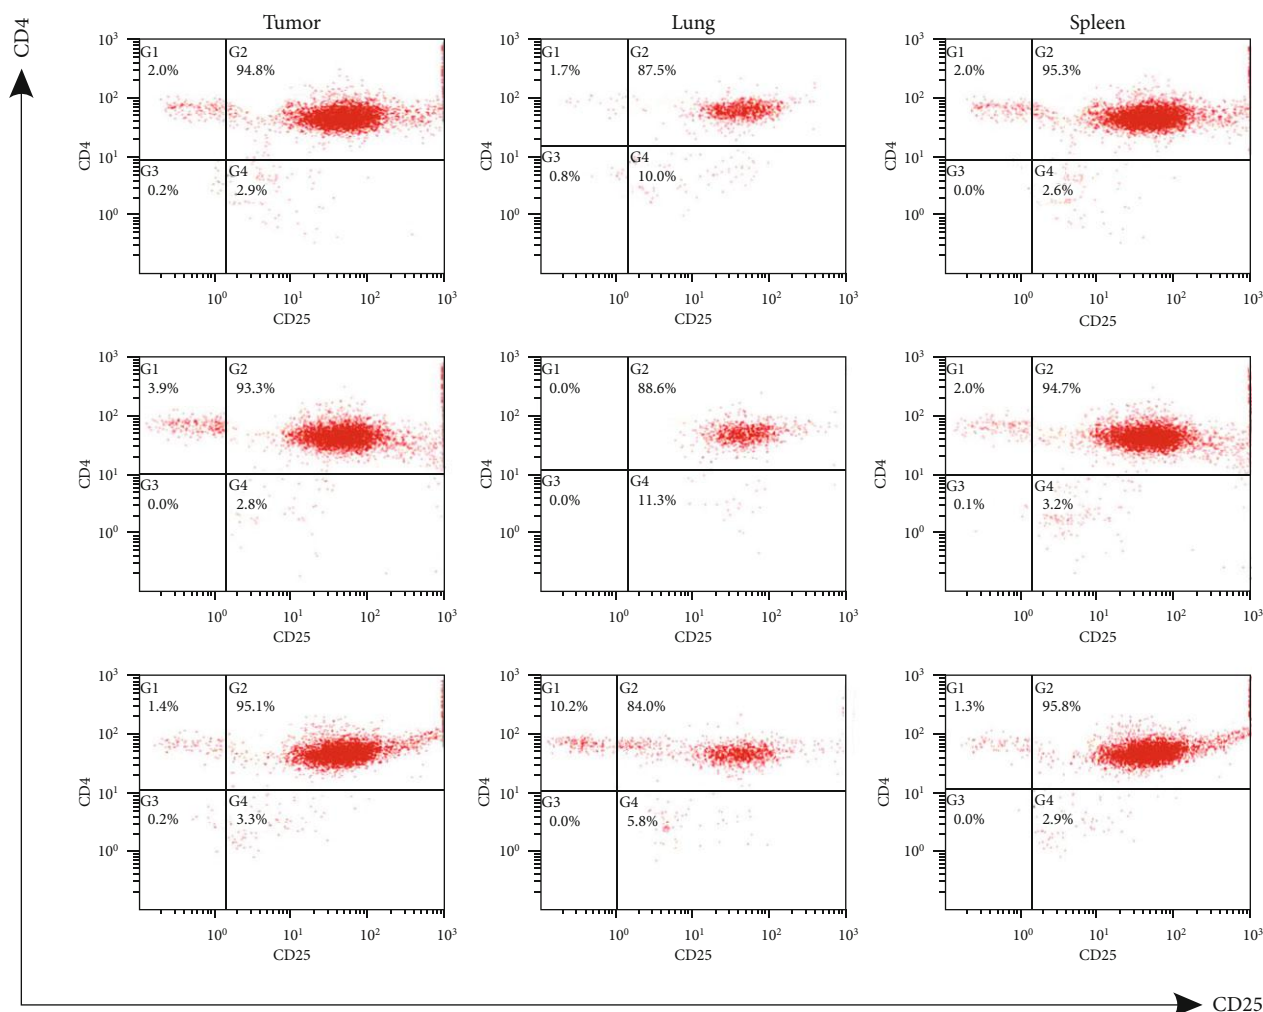 CD4
Tumor
Lung
Spleen
10³
G1
2.0%
G2
94.8%
10²
CD4
10¹
G3
0.2%
G4
2.9%
10⁰
10⁰ 10¹ 10² 10³
CD25
10³
G1
1.7%
G2
87.5%
10²
CD4
10¹
G3
0.8%
G4
10.0%
10⁰
10⁰ 10¹ 10² 10³
CD25
10³
G1
2.0%
G2
95.3%
10²
CD4
10¹
G3
0.0%
G4
2.6%
10⁰
10⁰ 10¹ 10² 10³
CD25
10³
G1
3.9%
G2
93.3%
10²
CD4
10¹
G3
0.0%
G4
2.8%
10⁰
10⁰ 10¹ 10² 10³
CD25
10³
G1
0.0%
G2
88.6%
10²
CD4
10¹
G3
0.0%
G4
11.3%
10⁰
10⁰ 10¹ 10² 10³
CD25
10³
G1
2.0%
G2
94.7%
10²
CD4
10¹
G3
0.1%
G4
3.2%
10⁰
10⁰ 10¹ 10² 10³
CD25
10³
G1
1.4%
G2
95.1%
10²
CD4
10¹
G3
0.2%
G4
3.3%
10⁰
10⁰ 10¹ 10² 10³
CD25
10³
G1
10.2%
G2
84.0%
10²
CD4
10¹
G3
0.0%
G4
5.8%
10⁰
10⁰ 10¹ 10² 10³
CD25
10³
G1
1.3%
G2
95.8%
10²
CD4
10¹
G3
0.0%
G4
2.9%
10⁰
10⁰ 10¹ 10² 10³
CD25
CD25